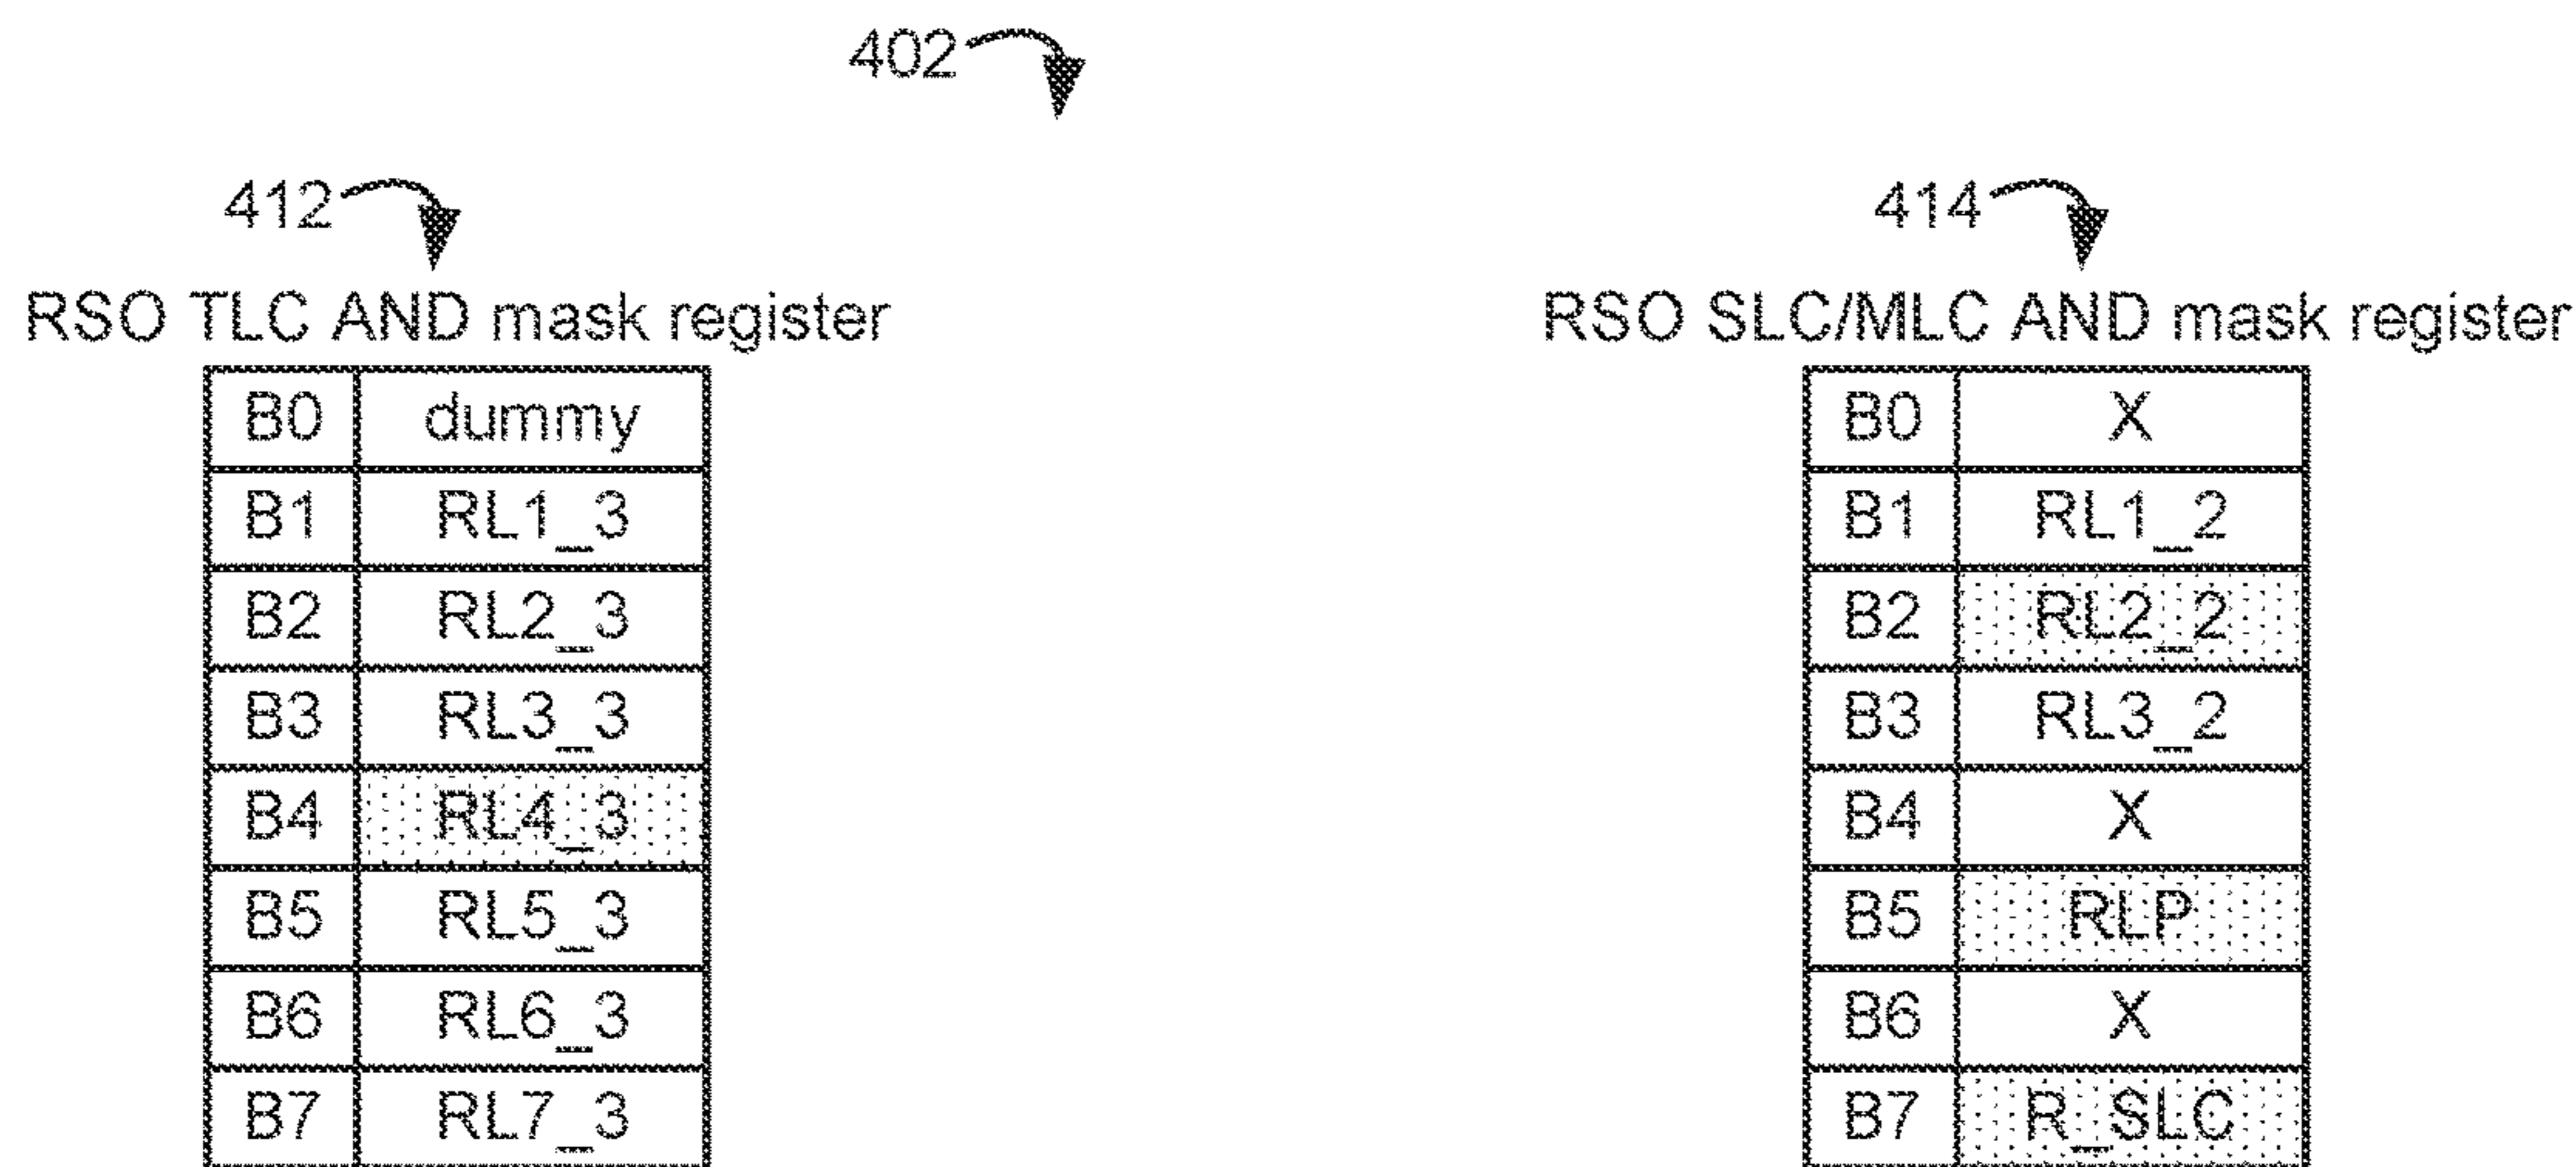 402
412
RSO TLC AND mask register
B0 dummy
B1 RL1_3
B2 RL2_3
B3 RL3_3
B4 RL4_3
B5 RL5_3
B6 RL6_3
B7 RL7_3
414
RSO SLC/MLC AND mask register
B0 X
B1 RL1_2
B2 RL2_2
B3 RL3_2
B4 X
B5 RLP
B6 X
B7 R_SLC